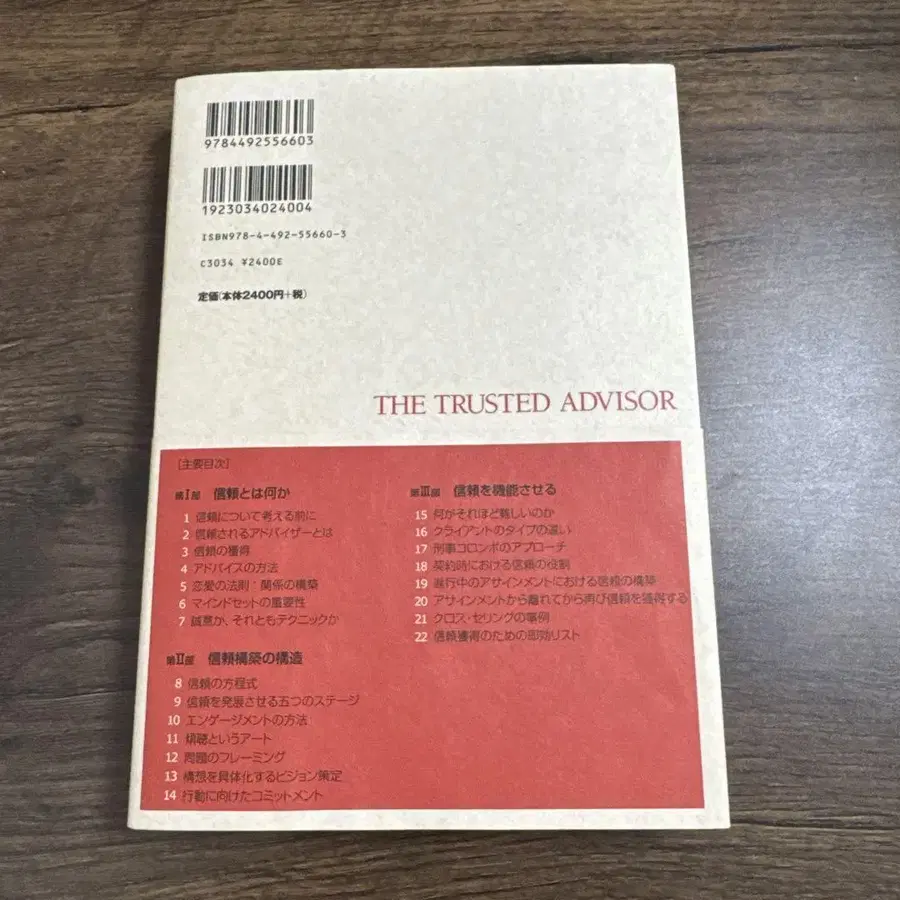 9784492556603
1923034024004
ISBN978-4-492-55660-3
C3034 ¥2400E
定価(本体2400円+税)
THE TRUSTED ADVISOR
[主要目次]
第Ⅰ部 信頼とは何か
1 信頼について考える前に
2 信頼されるアドバイザーとは
3 信頼の獲得
4 アドバイスの方法
5 恋愛の法則・関係の構築
6 マインドセットの重要性
7 誠意か、それともテクニックか
第Ⅱ部 信頼構築の構造
8 信頼の方程式
9 信頼を発展させる五つのステージ
10 エンゲージメントの方法
11 傾聴というアート
12 問題のフレーミング
13 構想を具体化するビジョン策定
14 行動に向けたコミットメント
第Ⅲ部 信頼を機能させる
15 何がそれほど難しいのか
16 クライアントのタイプの違い
17 刑事コロンボのアプローチ
18 契約時における信頼の役割
19 進行中のアサインメントにおける信頼の構築
20 アサインメントから離れてから再び信頼を獲得する
21 クロス・セリングの事例
22 信頼獲得のための即効リスト